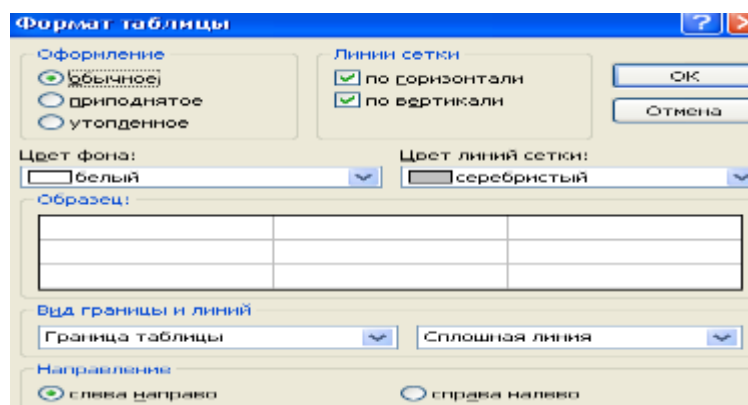 Формат таблицы
Оформление
обычное
приподнятое
утопленное
Линии сетки
по горизонтали
по вертикали
ОК
Отмена
Цвет фона:
белый
Цвет линий сетки:
серебристый
Образец:
Вид границы и линий
Граница таблицы
Сплошная линия
Направление
слева направо
справа налево